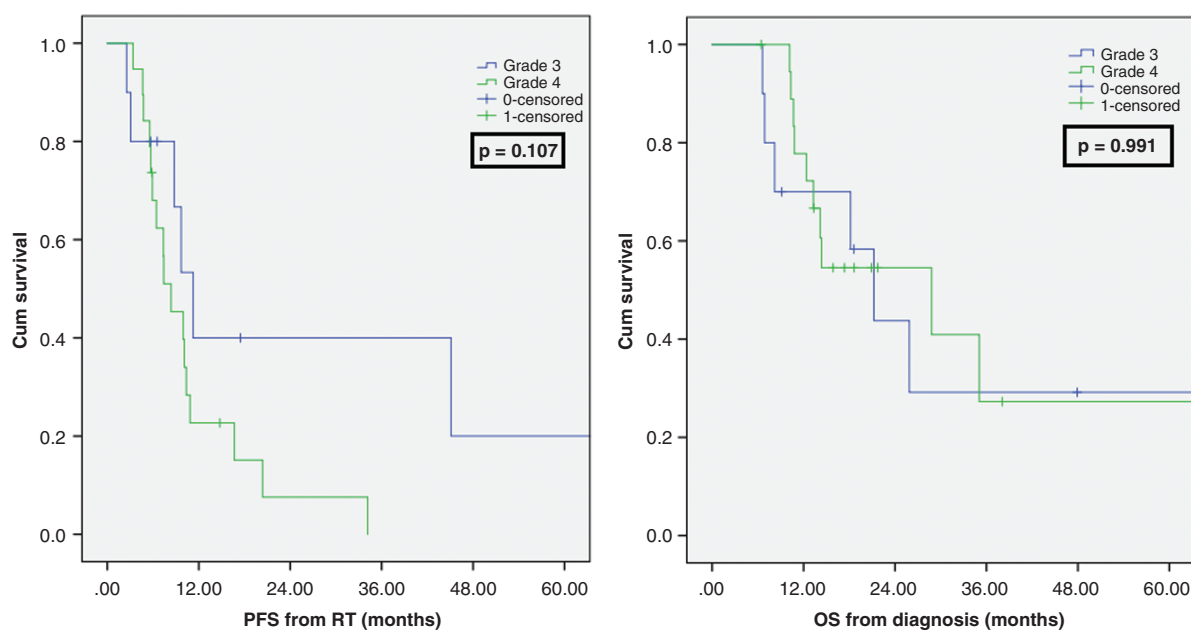 1.0
0.8
0.6
0.4
0.2
0.0
Cum survival
Grade 3
Grade 4
0-censored
1-censored
p = 0.107
.00 12.00 24.00 36.00 48.00 60.00
PFS from RT (months)
1.0
0.8
0.6
0.4
0.2
0.0
Cum survival
Grade 3
Grade 4
0-censored
1-censored
p = 0.991
.00 12.00 24.00 36.00 48.00 60.00
OS from diagnosis (months)